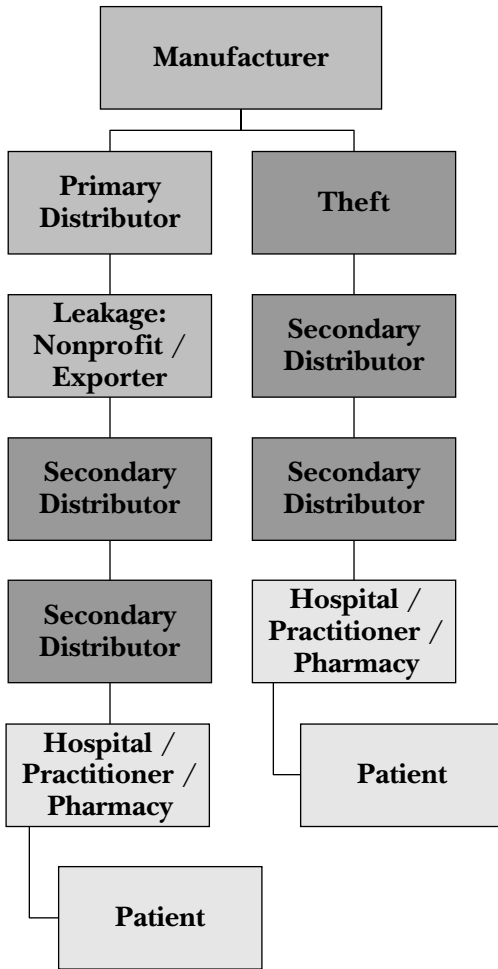 Manufacturer
Primary
Distributor
Theft
Leakage:
Nonprofit /
Exporter
Secondary
Distributor
Secondary
Distributor
Secondary
Distributor
Secondary
Distributor
Hospital /
Practitioner /
Pharmacy
Hospital /
Practitioner /
Pharmacy
Patient
Patient